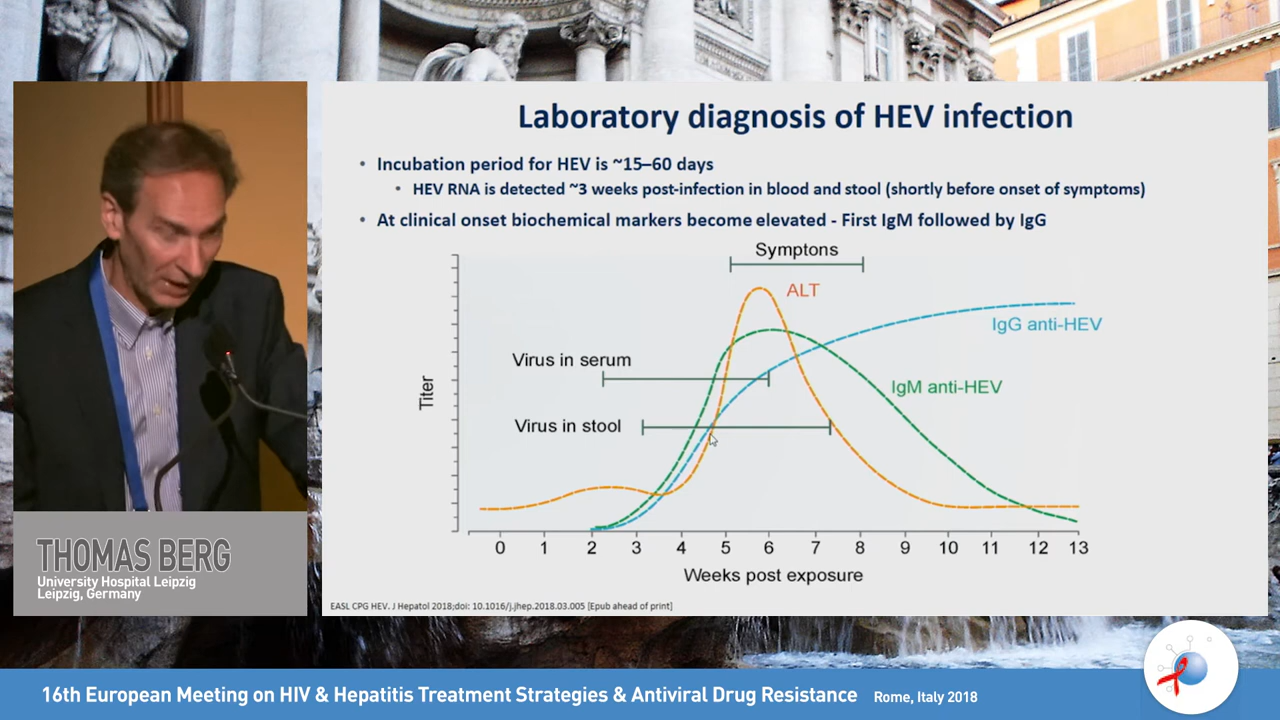 Laboratory diagnosis of HEV infection
• Incubation period for HEV is ~15–60 days
• HEV RNA is detected ~3 weeks post-infection in blood and stool (shortly before onset of symptoms)
• At clinical onset biochemical markers become elevated - First IgM followed by IgG
Symptons
ALT
IgG anti-HEV
Virus in serum
IgM anti-HEV
Virus in stool
Titer
0 1 2 3 4 5 6 7 8 9 10 11 12 13
Weeks post exposure
EASL CPG HEV. J Hepatol 2018;doi: 10.1016/j.jhep.2018.03.005 [Epub ahead of print]
THOMAS BERG
University Hospital Leipzig
Leipzig, Germany
16th European Meeting on HIV & Hepatitis Treatment Strategies & Antiviral Drug Resistance Rome, Italy 2018